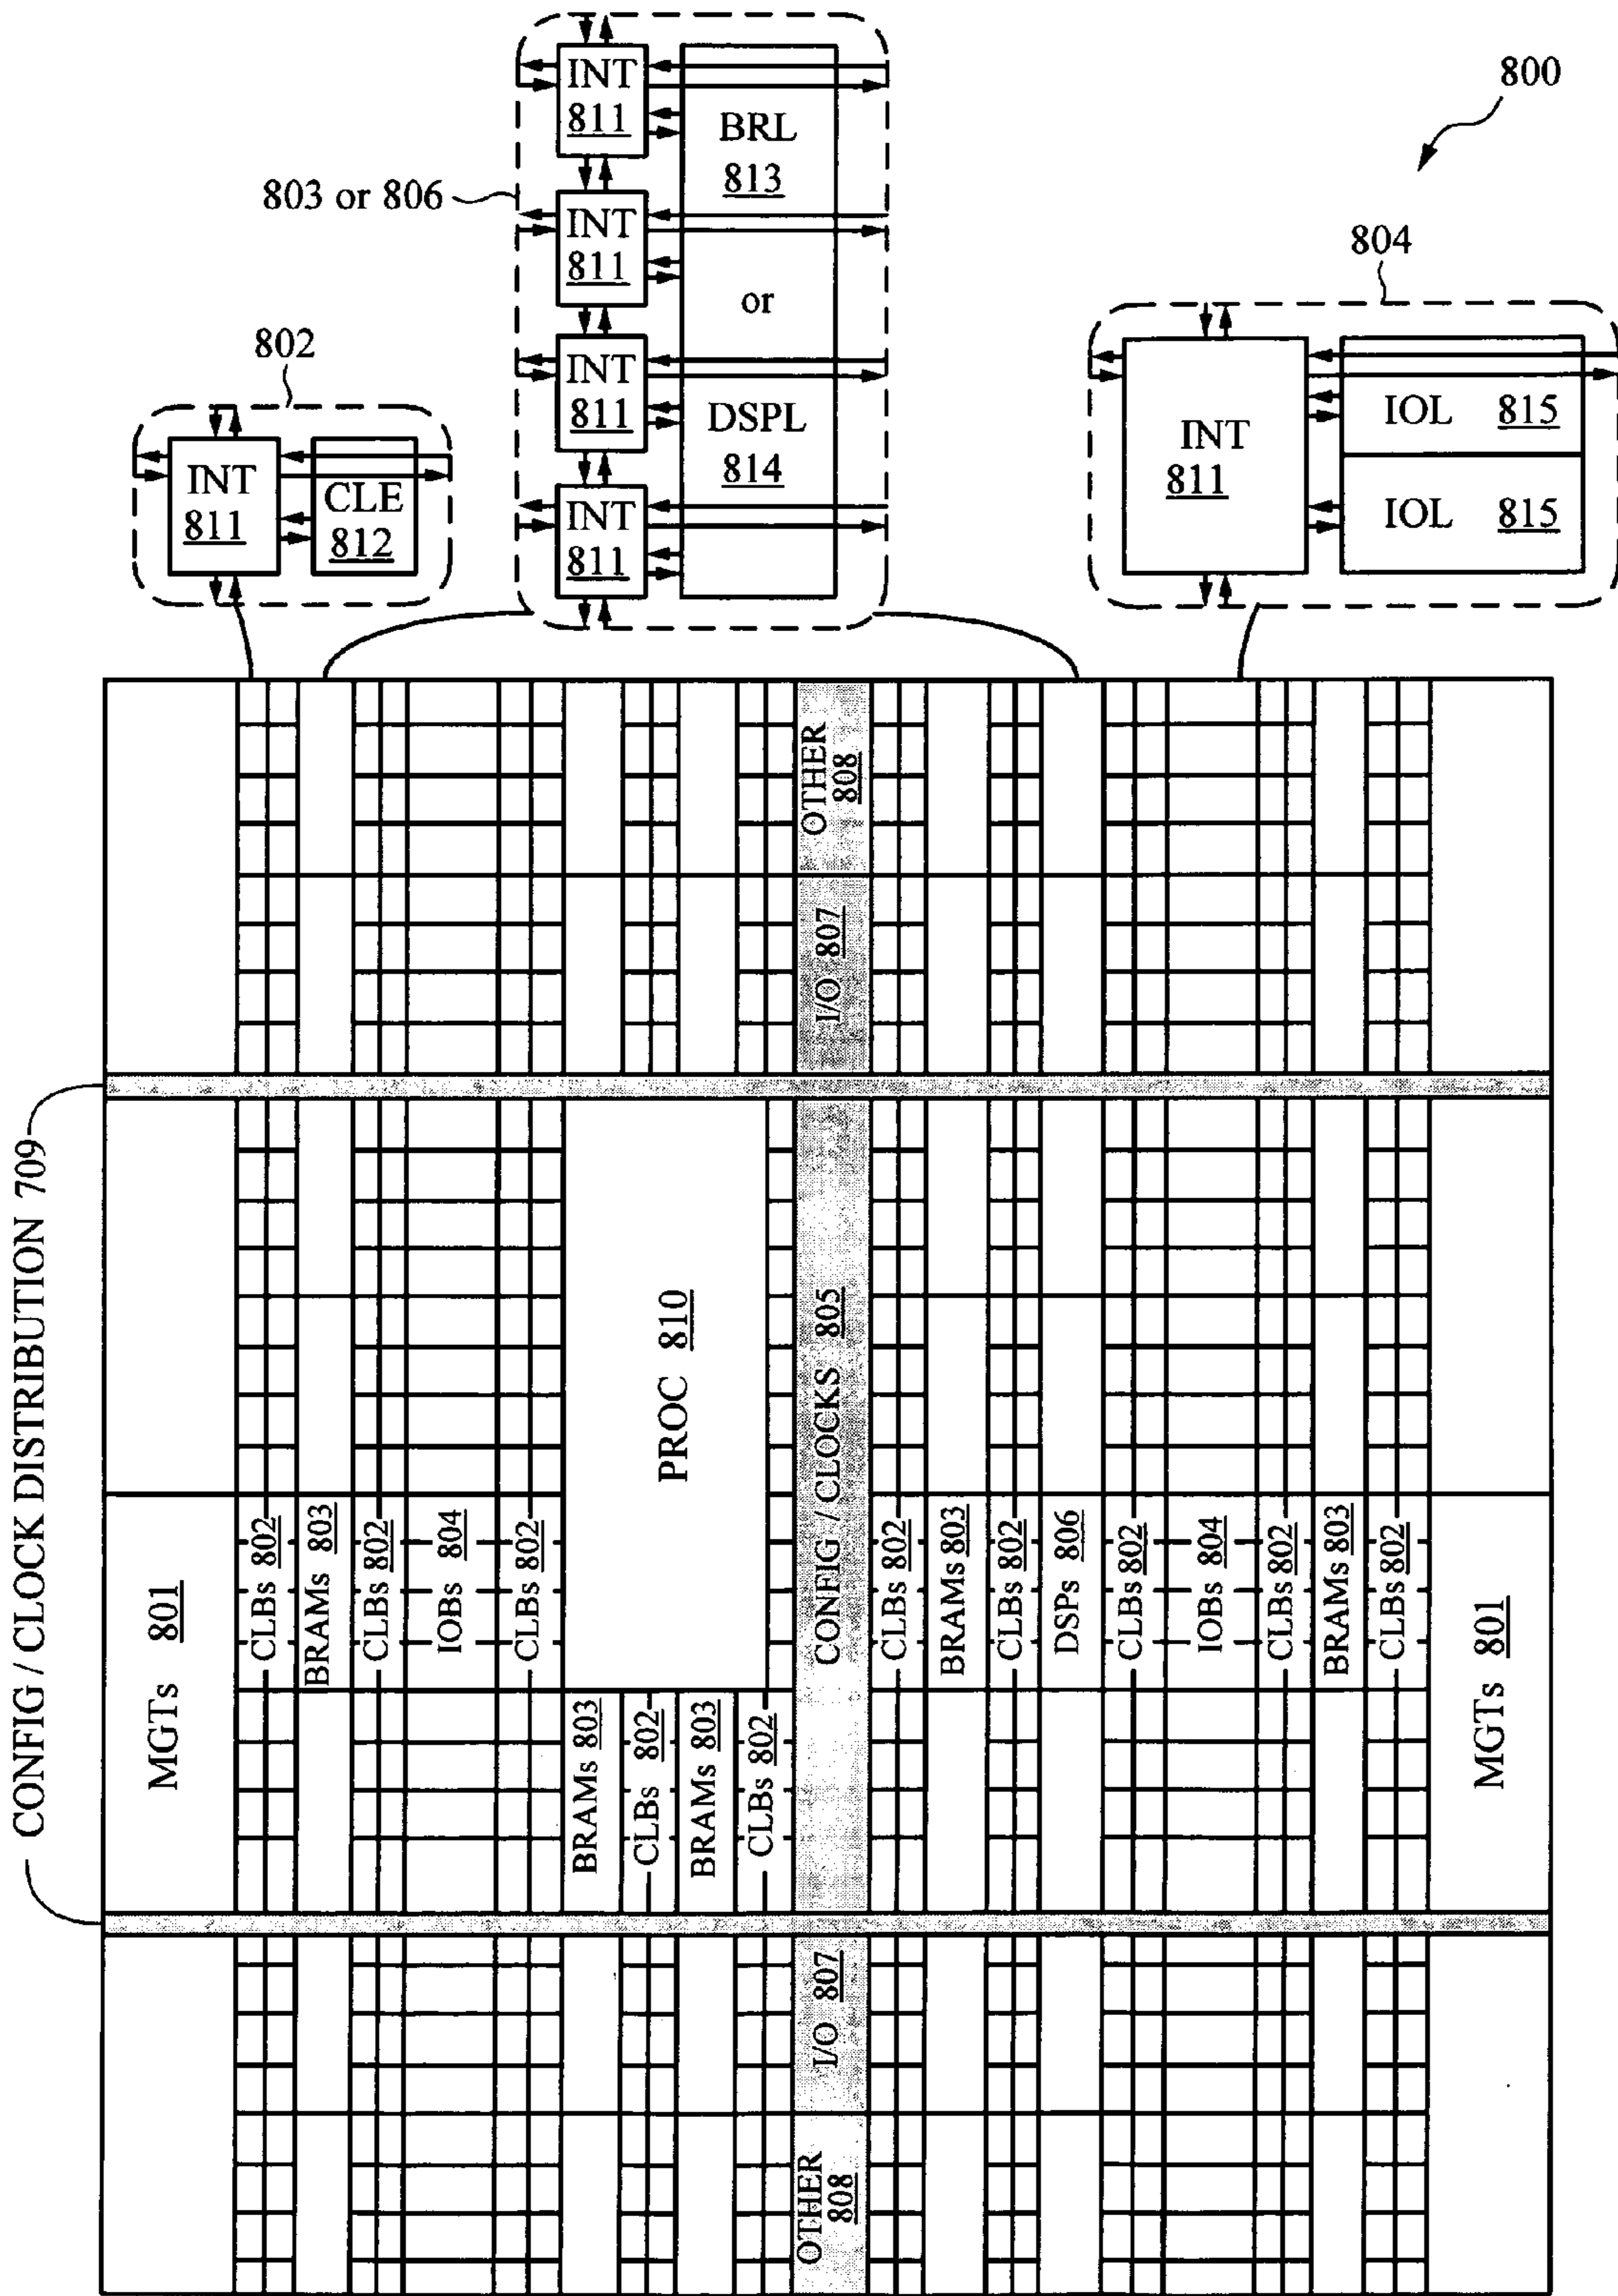 800
803 or 806
INT
811
INT
811
INT
811
INT
811
BRL
813
or
DSPL
814
802
INT
811
CLE
812
804
INT
811
IOL 815
IOL 815
CONFIG / CLOCK DISTRIBUTION 709
OTHER
808
I/O 807
MGTs 801
CLBs 802
BRAMs 803
CLBs 802
IOBs 804
CLBs 802
PROC 810
BRAMs 803
CLBs 802
BRAMs 803
CLBs 802
CONFIG / CLOCKS 805
CLBs 802
BRAMs 803
CLBs 802
DSPs 806
CLBs 802
IOBs 804
CLBs 802
BRAMs 803
CLBs 802
MGTs 801
I/O 807
OTHER
808